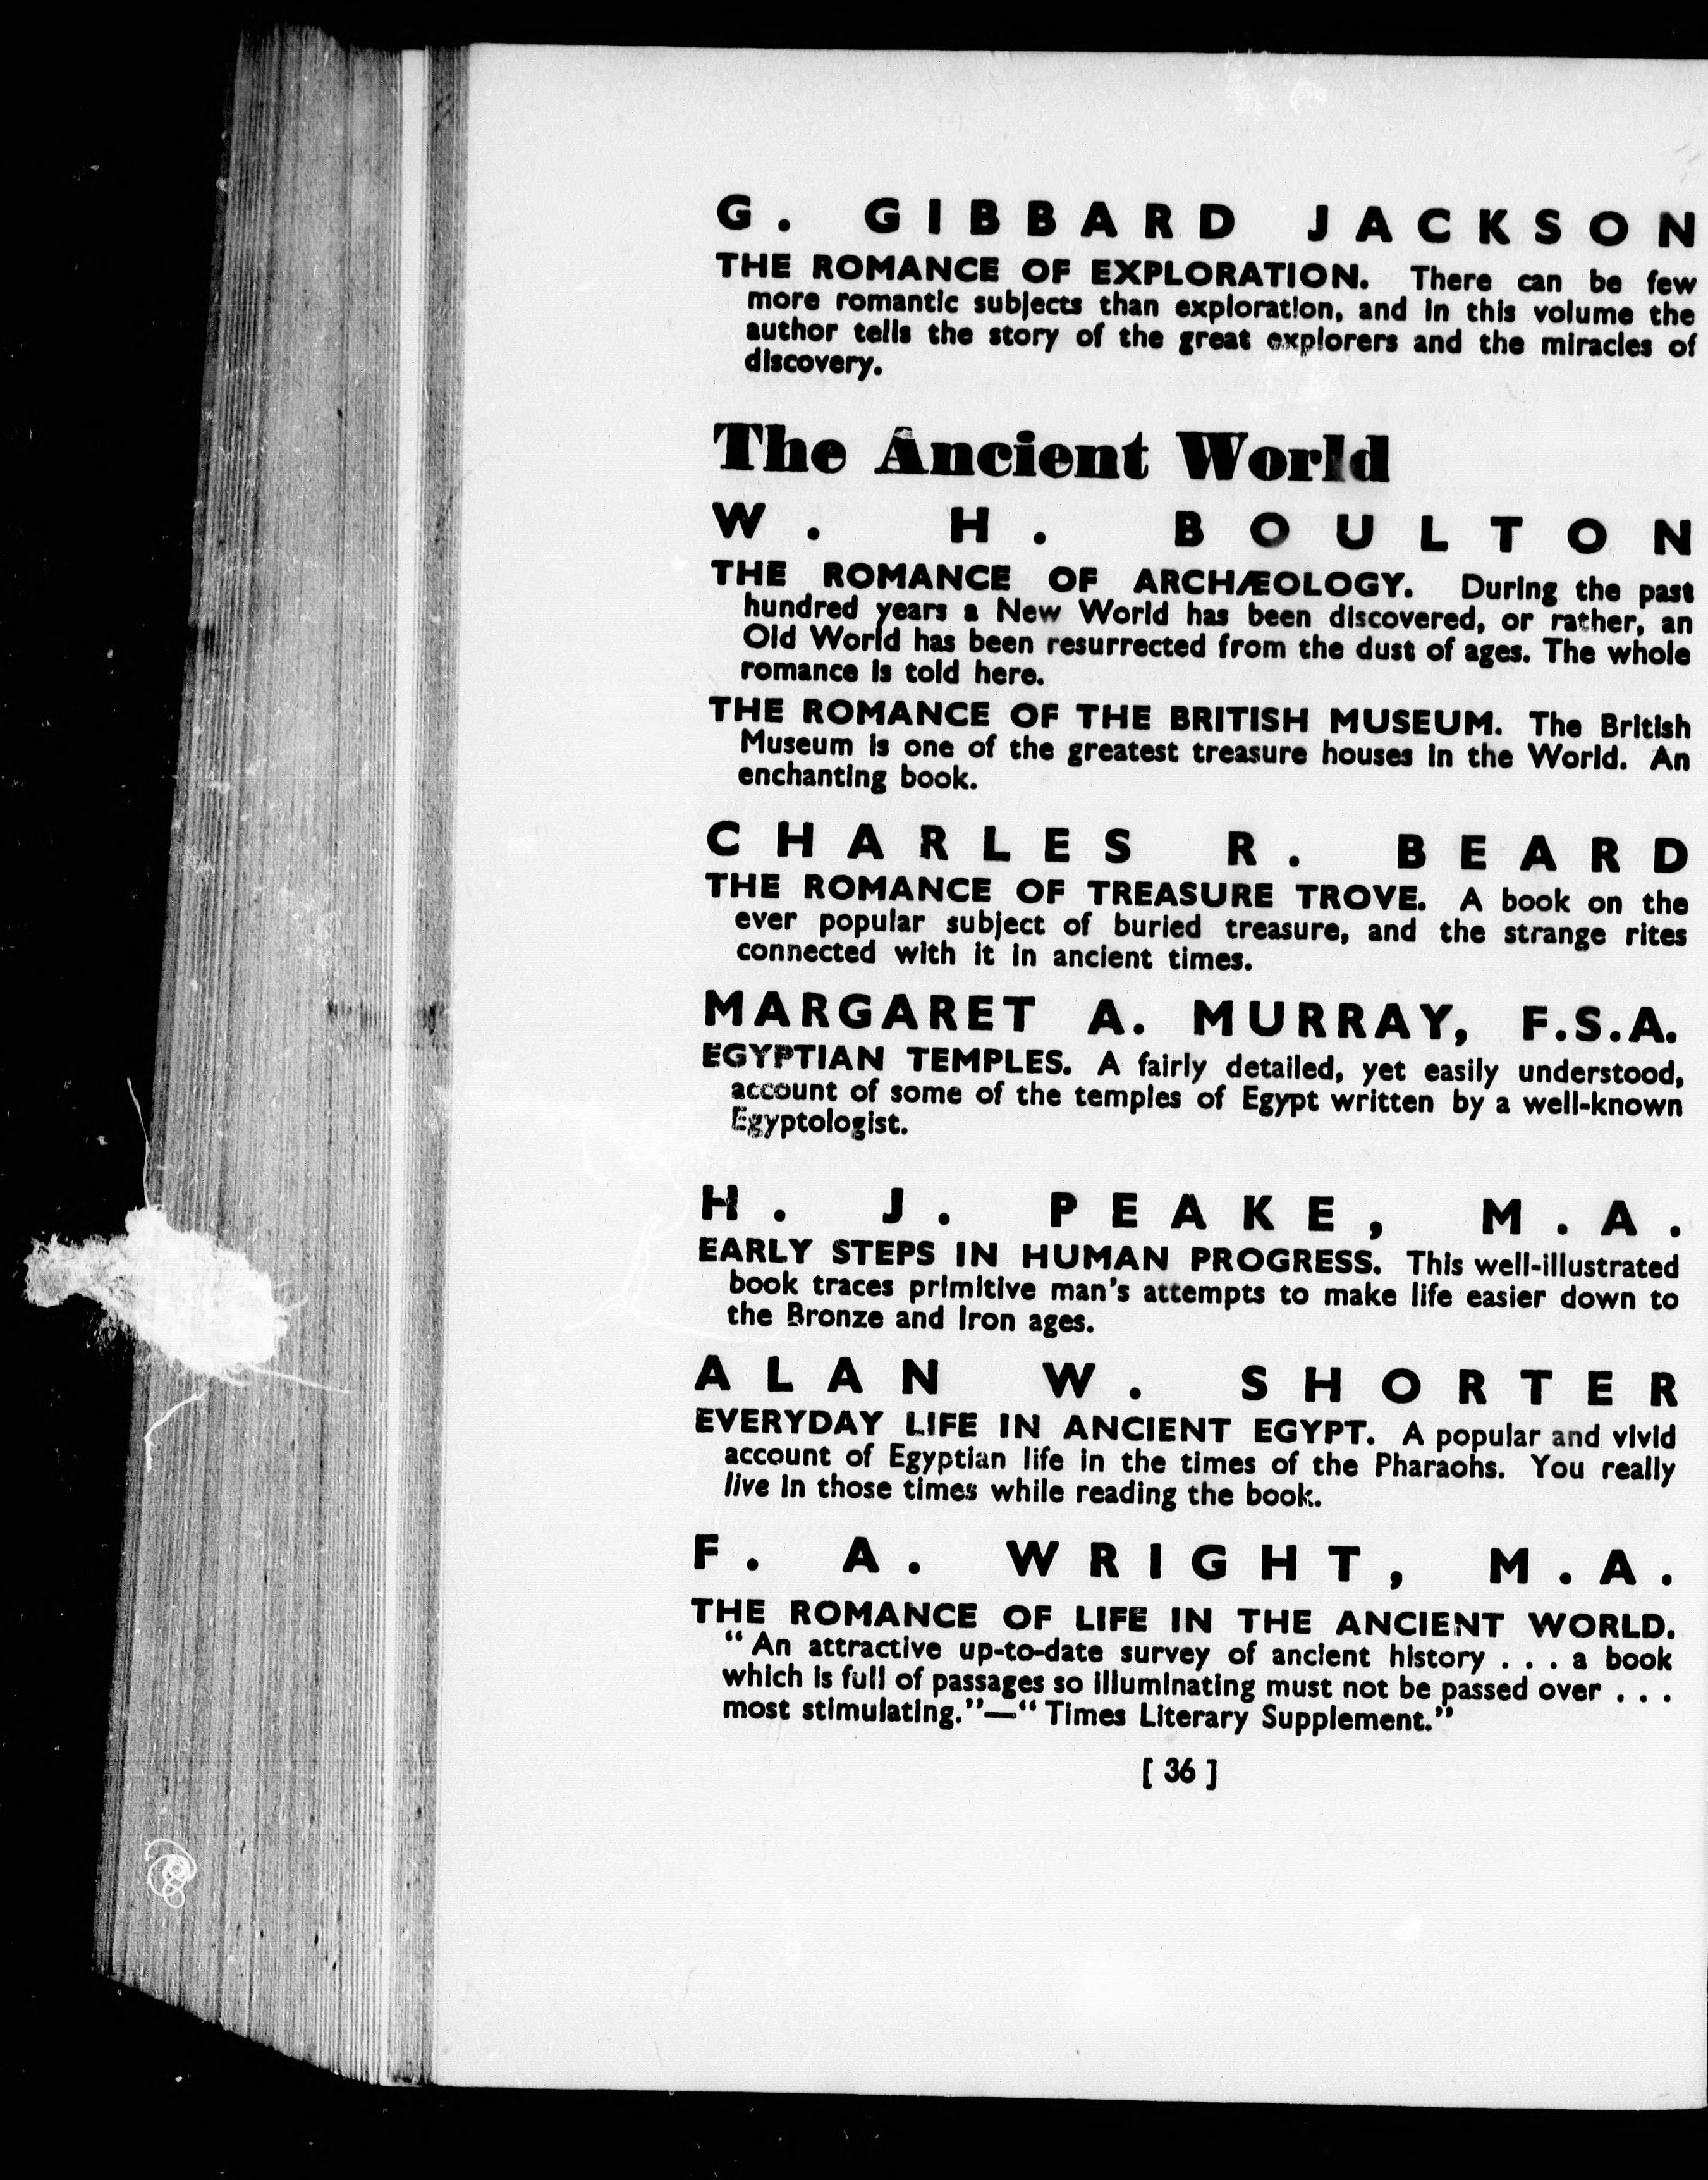 G. GIBBARD JACKSON
THE ROMANCE OF EXPLORATION. There can be few
more romantic subjects than exploration, and in this volume the
author tells the story of the great explorers and the miracles of
discovery.
The Ancient World
W. H. BOULTON
THE ROMANCE OF ARCHÆOLOGY. During the past
hundred years a New World has been discovered, or rather, an
Old World has been resurrected from the dust of ages. The whole
romance is told here.
THE ROMANCE OF THE BRITISH MUSEUM. The British
Museum is one of the greatest treasure houses in the World. An
enchanting book.
CHARLES R. BEARD
THE ROMANCE OF TREASURE TROVE. A book on the
ever popular subject of buried treasure, and the strange rites
connected with it in ancient times.
MARGARET A. MURRAY, F.S.A.
EGYPTIAN TEMPLES. A fairly detailed, yet easily understood,
account of some of the temples of Egypt written by a well-known
Egyptologist.
H. J. PEAKE, M.A.
EARLY STEPS IN HUMAN PROGRESS. This well-illustrated
book traces primitive man's attempts to make life easier down to
the Bronze and Iron ages.
ALAN W. SHORTER
EVERYDAY LIFE IN ANCIENT EGYPT. A popular and vivid
account of Egyptian life in the times of the Pharaohs. You really
live in those times while reading the book.
F. A. WRIGHT, M.A.
THE ROMANCE OF LIFE IN THE ANCIENT WORLD.
“An attractive up-to-date survey of ancient history . . . a book
which is full of passages so illuminating must not be passed over . . .
most stimulating.”—“Times Literary Supplement.”
[ 36 ]